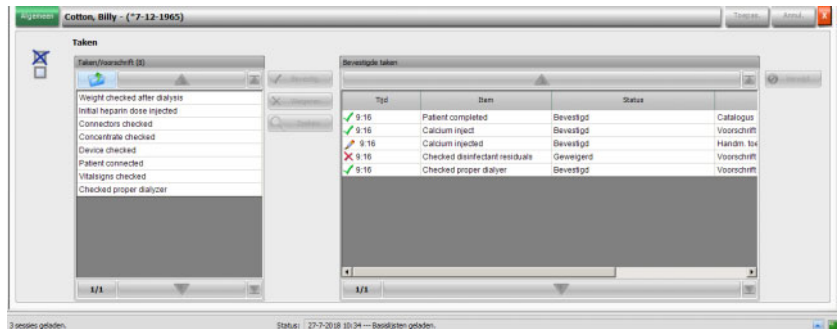 Algemeen Cotton, Billy - (*7-12-1965) Toepas. Annul. X
Taken
Taken/Voorschrift (8) Bevestigde taken
Tijd Item Status
Weight checked after dialysis
Initial heparin dose injected
Connectors checked
Concentrate checked
Device checked
Patient connected
Vitalsigns checked
Checked proper dialyzer
9:16 Patient completed Bevestigd Catalogus
9:16 Calcium inject Bevestigd Voorschrift
9:16 Calcium injected Bevestigd Handm. toe
9:16 Checked disinfectant residuals Geweigerd Voorschrift
9:16 Checked proper dialyer Bevestigd Voorschrift
1/1 1/1
3 sessies geladen. Status: 27-7-2018 10:34 --- Basislijsten geladen.